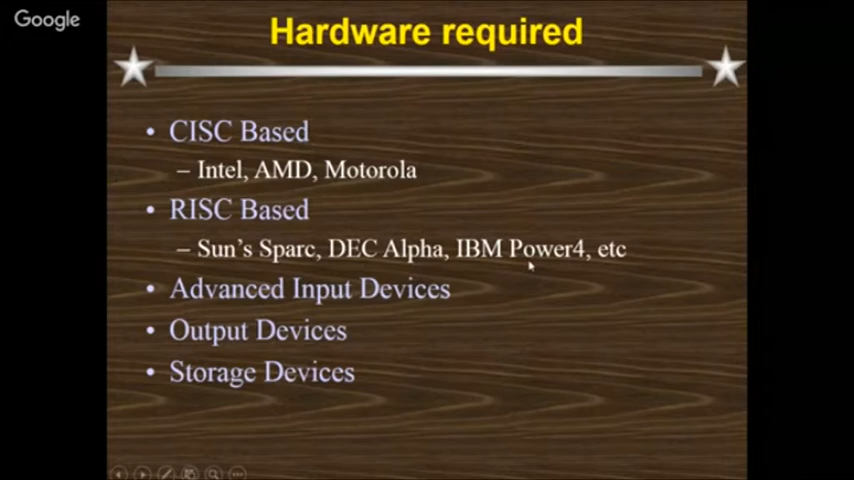 Google
Hardware required
• CISC Based
– Intel, AMD, Motorola
• RISC Based
– Sun's Sparc, DEC Alpha, IBM Power4, etc
• Advanced Input Devices
• Output Devices
• Storage Devices